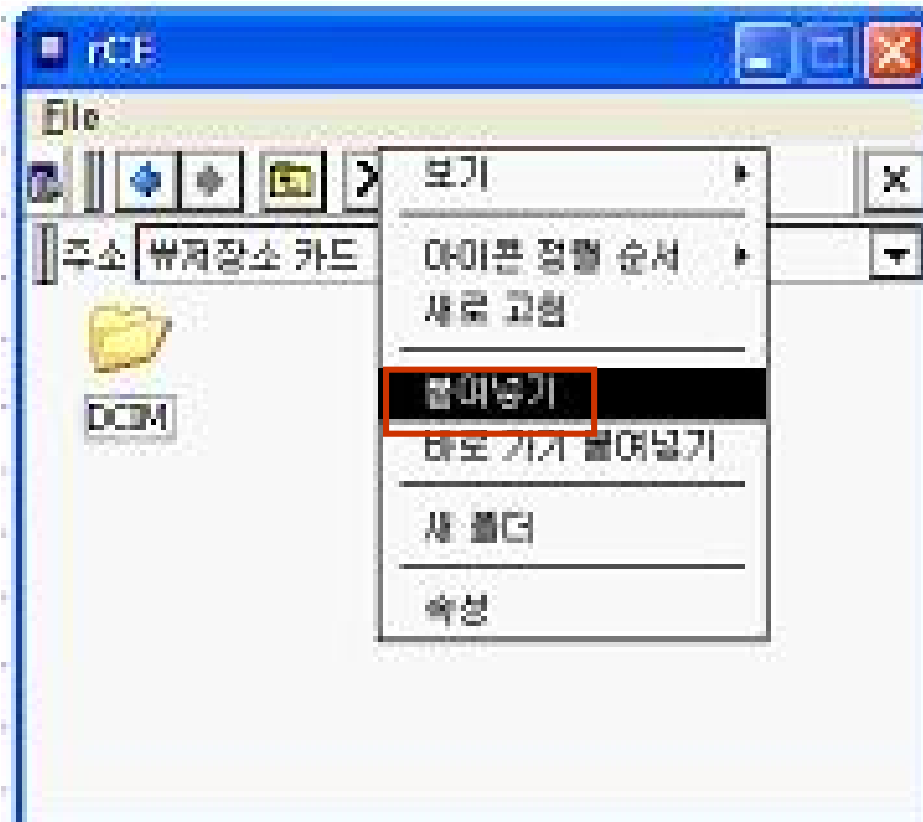 rCE
File
주소 ₩저장소 카드
DCIM
보기
아이콘 정렬 순서
새로 고침
붙여넣기
바로 가기 붙여넣기
새 폴더
속성